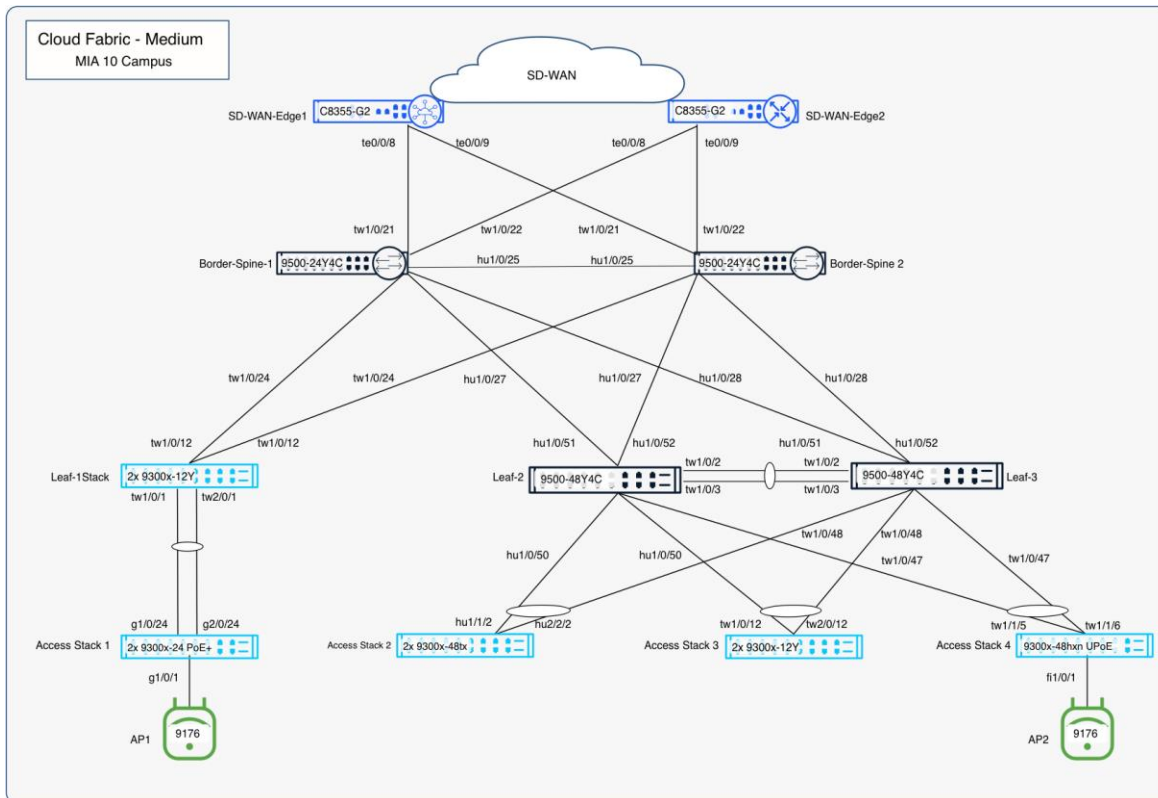 Cloud Fabric - Medium
MIA 10 Campus
SD-WAN
SD-WAN-Edge1
C8355-G2
C8355-G2
SD-WAN-Edge2
te0/0/8
te0/0/9
te0/0/8
te0/0/9
tw1/0/21
tw1/0/22
tw1/0/21
tw1/0/22
Border-Spine-1
9500-24Y4C
hu1/0/25
hu1/0/25
9500-24Y4C
Border-Spine 2
tw1/0/24
tw1/0/24
hu1/0/27
hu1/0/27
hu1/0/28
hu1/0/28
tw1/0/12
tw1/0/12
hu1/0/51
hu1/0/52
hu1/0/51
hu1/0/52
Leaf-1Stack
2x 9300x-12Y
Leaf-2
9500-48Y4C
tw1/0/2
tw1/0/2
tw1/0/3
tw1/0/3
9500-48Y4C
Leaf-3
tw1/0/1
tw2/0/1
hu1/0/50
hu1/0/50
tw1/0/48
tw1/0/48
tw1/0/47
tw1/0/47
g1/0/24
g2/0/24
hu1/1/2
hu2/2/2
tw1/0/12
tw2/0/12
tw1/1/5
tw1/1/6
Access Stack 1
2x 9300x-24 PoE+
Access Stack 2
2x 9300x-48tx
Access Stack 3
2x 9300x-12Y
Access Stack 4
9300x-48hxn UPoE
g1/0/1
fi1/0/1
AP1
9176
AP2
9176